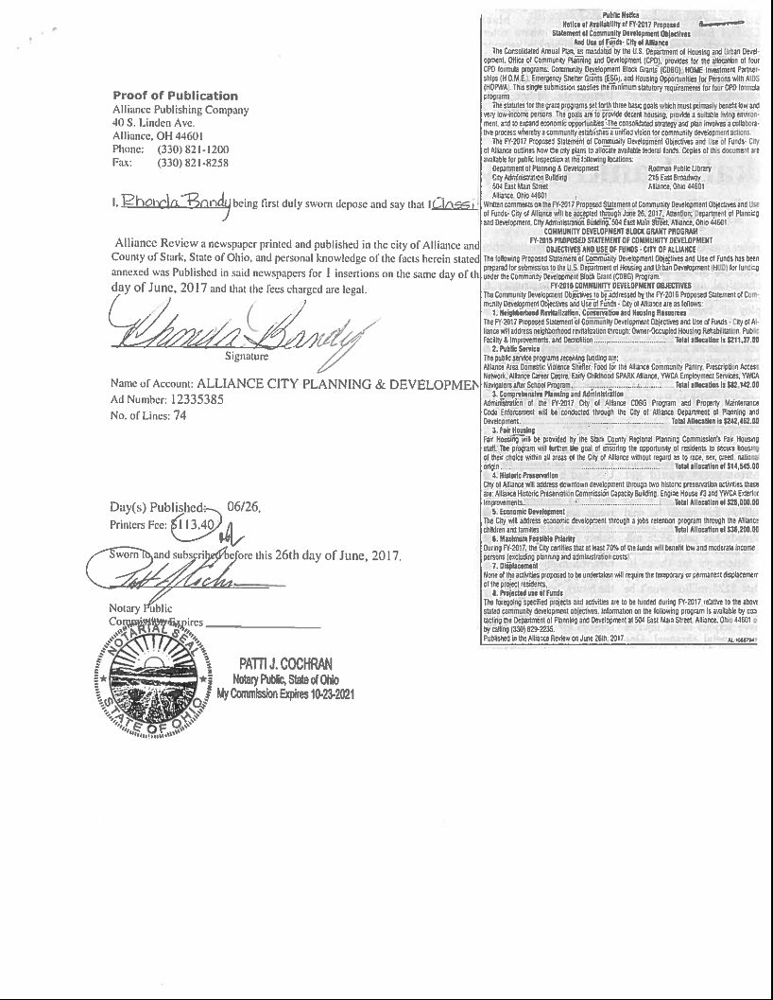 Proof of Publication
Alliance Publishing Company
40 S. Linden Ave.
Alliance, OH 44601
Phone: (330) 821-1200
Fax: (330) 821-8258
I, Rhonda Bandy being first duly sworn depose and say that I Classi
Alliance Review a newspaper printed and published in the city of Alliance and
County of Stark, State of Ohio, and personal knowledge of the facts herein stated
annexed was Published in said newspapers for 1 insertions on the same day of th
day of June, 2017 and that the fees charged are legal.
Rhonda Bandy
Signature
Name of Account: ALLIANCE CITY PLANNING & DEVELOPMEN
Ad Number: 12335385
No. of Lines: 74
Day(s) Published: 06/26.
Printers Fee: $113.40
Sworn to and subscribed before this 26th day of June, 2017.
Notary Public
Commission Expires
NOTARIAL SEAL
STATE OF OHIO
PATTI J. COCHRAN
Notary Public, State of Ohio
My Commission Expires 10-23-2021
Public Notice
Notice of Availability of FY-2017 Proposed
Statement of Community Development Objectives
And Use of Funds- City of Alliance
The Consolidated Annual Plan, as mandated by the U.S. Department of Housing and Urban Devel-
opment, Office of Community Planning and Development (CPD), provides for the allocation of four
CPD formula programs: Community Development Block Grants (CDBG), HOME Investment Partner-
ships (H.O.M.E.), Emergency Shelter Grants (ESG), and Housing Opportunities for Persons with AIDS
(HOPWA). This single submission satisfies the minimum statutory requirements for four CPD formula
programs.
The statutes for the grant programs set forth three basic goals which must primarily benefit low and
very low-income persons. The goals are to provide decent housing, provide a suitable living environ-
ment, and to expand economic opportunities. The consolidated strategy and plan involves a collabora-
tive process whereby a community establishes a unified vision for community development actions.
The FY-2017 Proposed Statement of Community Development Objectives and Use of Funds- City
of Alliance outlines how the city plans to allocate available federal funds. Copies of this document are
available for public inspection at the following locations:
Department of Planning & Development Rodman Public Library
City Administration Building 215 East Broadway
504 East Main Street Alliance, Ohio 44601
Alliance, Ohio 44601
Written comments on the FY-2017 Proposed Statement of Community Development Objectives and Use
of Funds- City of Alliance will be accepted through June 26, 2017, Attention: Department of Planning
and Development, City Administration Building, 504 East Main Street, Alliance, Ohio 44601
COMMUNITY DEVELOPMENT BLOCK GRANT PROGRAM
FY-2015 PROPOSED STATEMENT OF COMMUNITY DEVELOPMENT
OBJECTIVES AND USE OF FUNDS - CITY OF ALLIANCE
The following Proposed Statement of Community Development Objectives and Use of Funds has been
prepared for submission to the U.S. Department of Housing and Urban Development (HUD) for funding
under the Community Development Block Grant (CDBG) Program.
FY-2016 COMMUNITY DEVELOPMENT OBJECTIVES
The Community Development Objectives to be addressed by the FY-2016 Proposed Statement of Com-
munity Development Objectives and Use of Funds - City of Alliance are as follows:
1. Neighborhood Revitalization, Conservation and Housing Resources
The FY-2017 Proposed Statement of Community Development Objectives and Use of Funds - City of Al-
liance will address neighborhood revitalization through: Owner-Occupied Housing Rehabilitation, Public
Facility & Improvements, and Demolition Total allocation is $211,37.00
2. Public Service
The public service programs receiving funding are:
Alliance Area Domestic Violence Shelter, Food for the Alliance Community Pantry, Prescription Access
Network, Alliance Career Centre, Early Childhood SPARK Alliance, YWCA Employment Services, YWCA
Navigators after School Program Total allocation is $82,142.00
3. Comprehensive Planning and Administration
Administration of the FY-2017 City of Alliance CDBG Program and Property Maintenance
Code Enforcement will be conducted through the City of Alliance Department of Planning and
Development Total Allocation is $242,462.00
3. Fair Housing
Fair Housing will be provided by the Stark County Regional Planning Commission's Fair Housing
staff. The program will further the goal of ensuring the opportunity of residents to secure housing
of their choice within all areas of the City of Alliance without regard as to race, sex, creed, national
origin Total allocation of $14,545.00
4. Historic Preservation
City of Alliance will address downtown development through two historic preservation activities these
are: Alliance Historic Preservation Commission Capacity Building, Engine House #3 and YWCA Exterior
Improvements Total Allocation of $26,000.00
5. Economic Development
The City will address economic development through a jobs retention program through the Alliance
children and families Total Allocation of $36,200.00
6. Maximum Feasible Priority
During FY-2017, the City certifies that at least 70% of the funds will benefit low and moderate income
persons (excluding planning and administration costs)
7. Displacement
None of the activities proposed to be undertaken will require the temporary or permanent displacement
of the project residents.
8. Projected use of Funds
The foregoing specified projects and activities are to be funded during FY-2017 relative to the above
stated community development objectives. Information on the following program is available by con-
tacting the Department of Planning and Development at 504 East Main Street, Alliance, Ohio 44601 o
by calling (330) 829-2235.
Published in the Alliance Review on June 26th, 2017